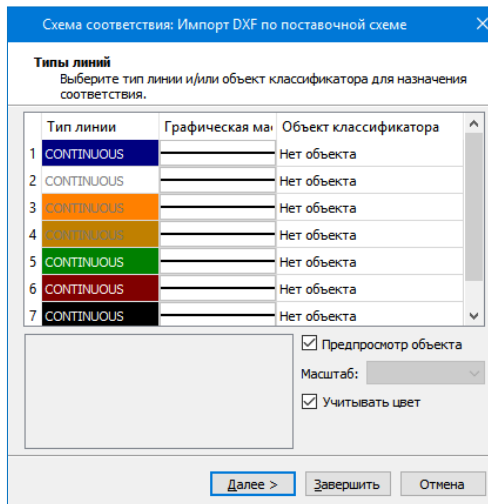 Схема соответствия: Импорт DXF по поставочной схеме
Типы линий
Выберите тип линии и/или объект классификатора для назначения
соответствия.
Тип линии Графическая мас Объект классификатора
1 CONTINUOUS Нет объекта
2 CONTINUOUS Нет объекта
3 CONTINUOUS Нет объекта
4 CONTINUOUS Нет объекта
5 CONTINUOUS Нет объекта
6 CONTINUOUS Нет объекта
7 CONTINUOUS Нет объекта
Предпросмотр объекта
Масштаб:
Учитывать цвет
Далее > Завершить Отмена